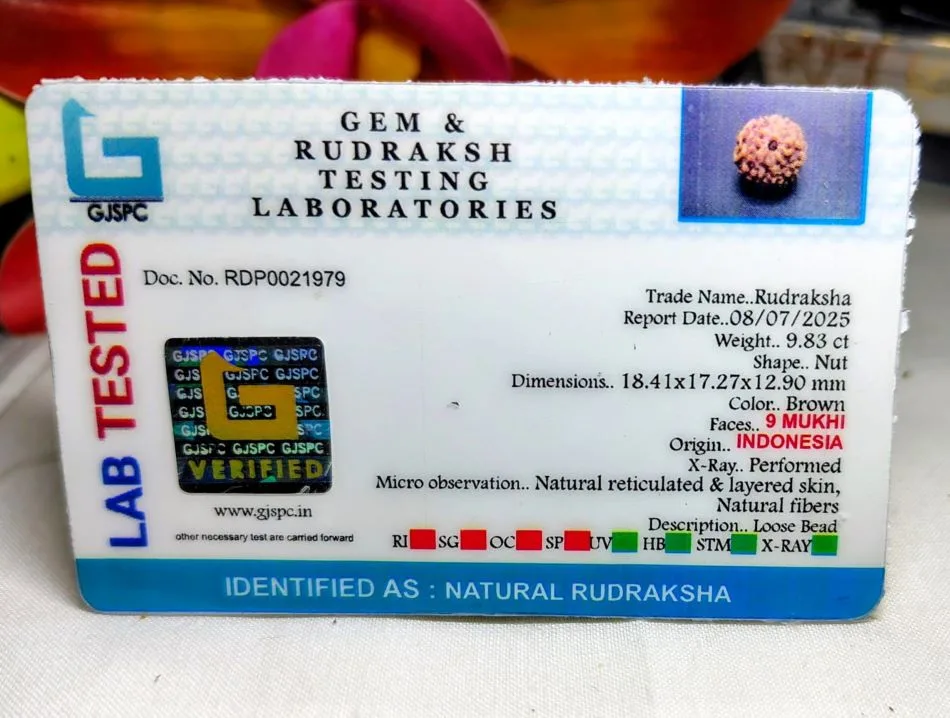 GEM &
RUDRAKSH
TESTING
LABORATORIES
GJSPC
LAB TESTED
Doc. No. RDP0021979
Trade Name..Rudraksha
Report Date..08/07/2025
Weight.. 9.83 ct
Shape.. Nut
Dimensions.. 18.41x17.27x12.90 mm
Color.. Brown
Faces.. 9 MUKHI
Origin.. INDONESIA
X-Ray.. Performed
Micro observation.. Natural reticulated & layered skin,
Natural fibers
Description.. Loose Bead
GJSPC GJSPC GJSPC
GJSPC GJSPC
GJSPC
VERIFIED
www.gjspc.in
other necessary test are carried forward
RI SG OC SP UV HB STM X-RAY
IDENTIFIED AS : NATURAL RUDRAKSHA